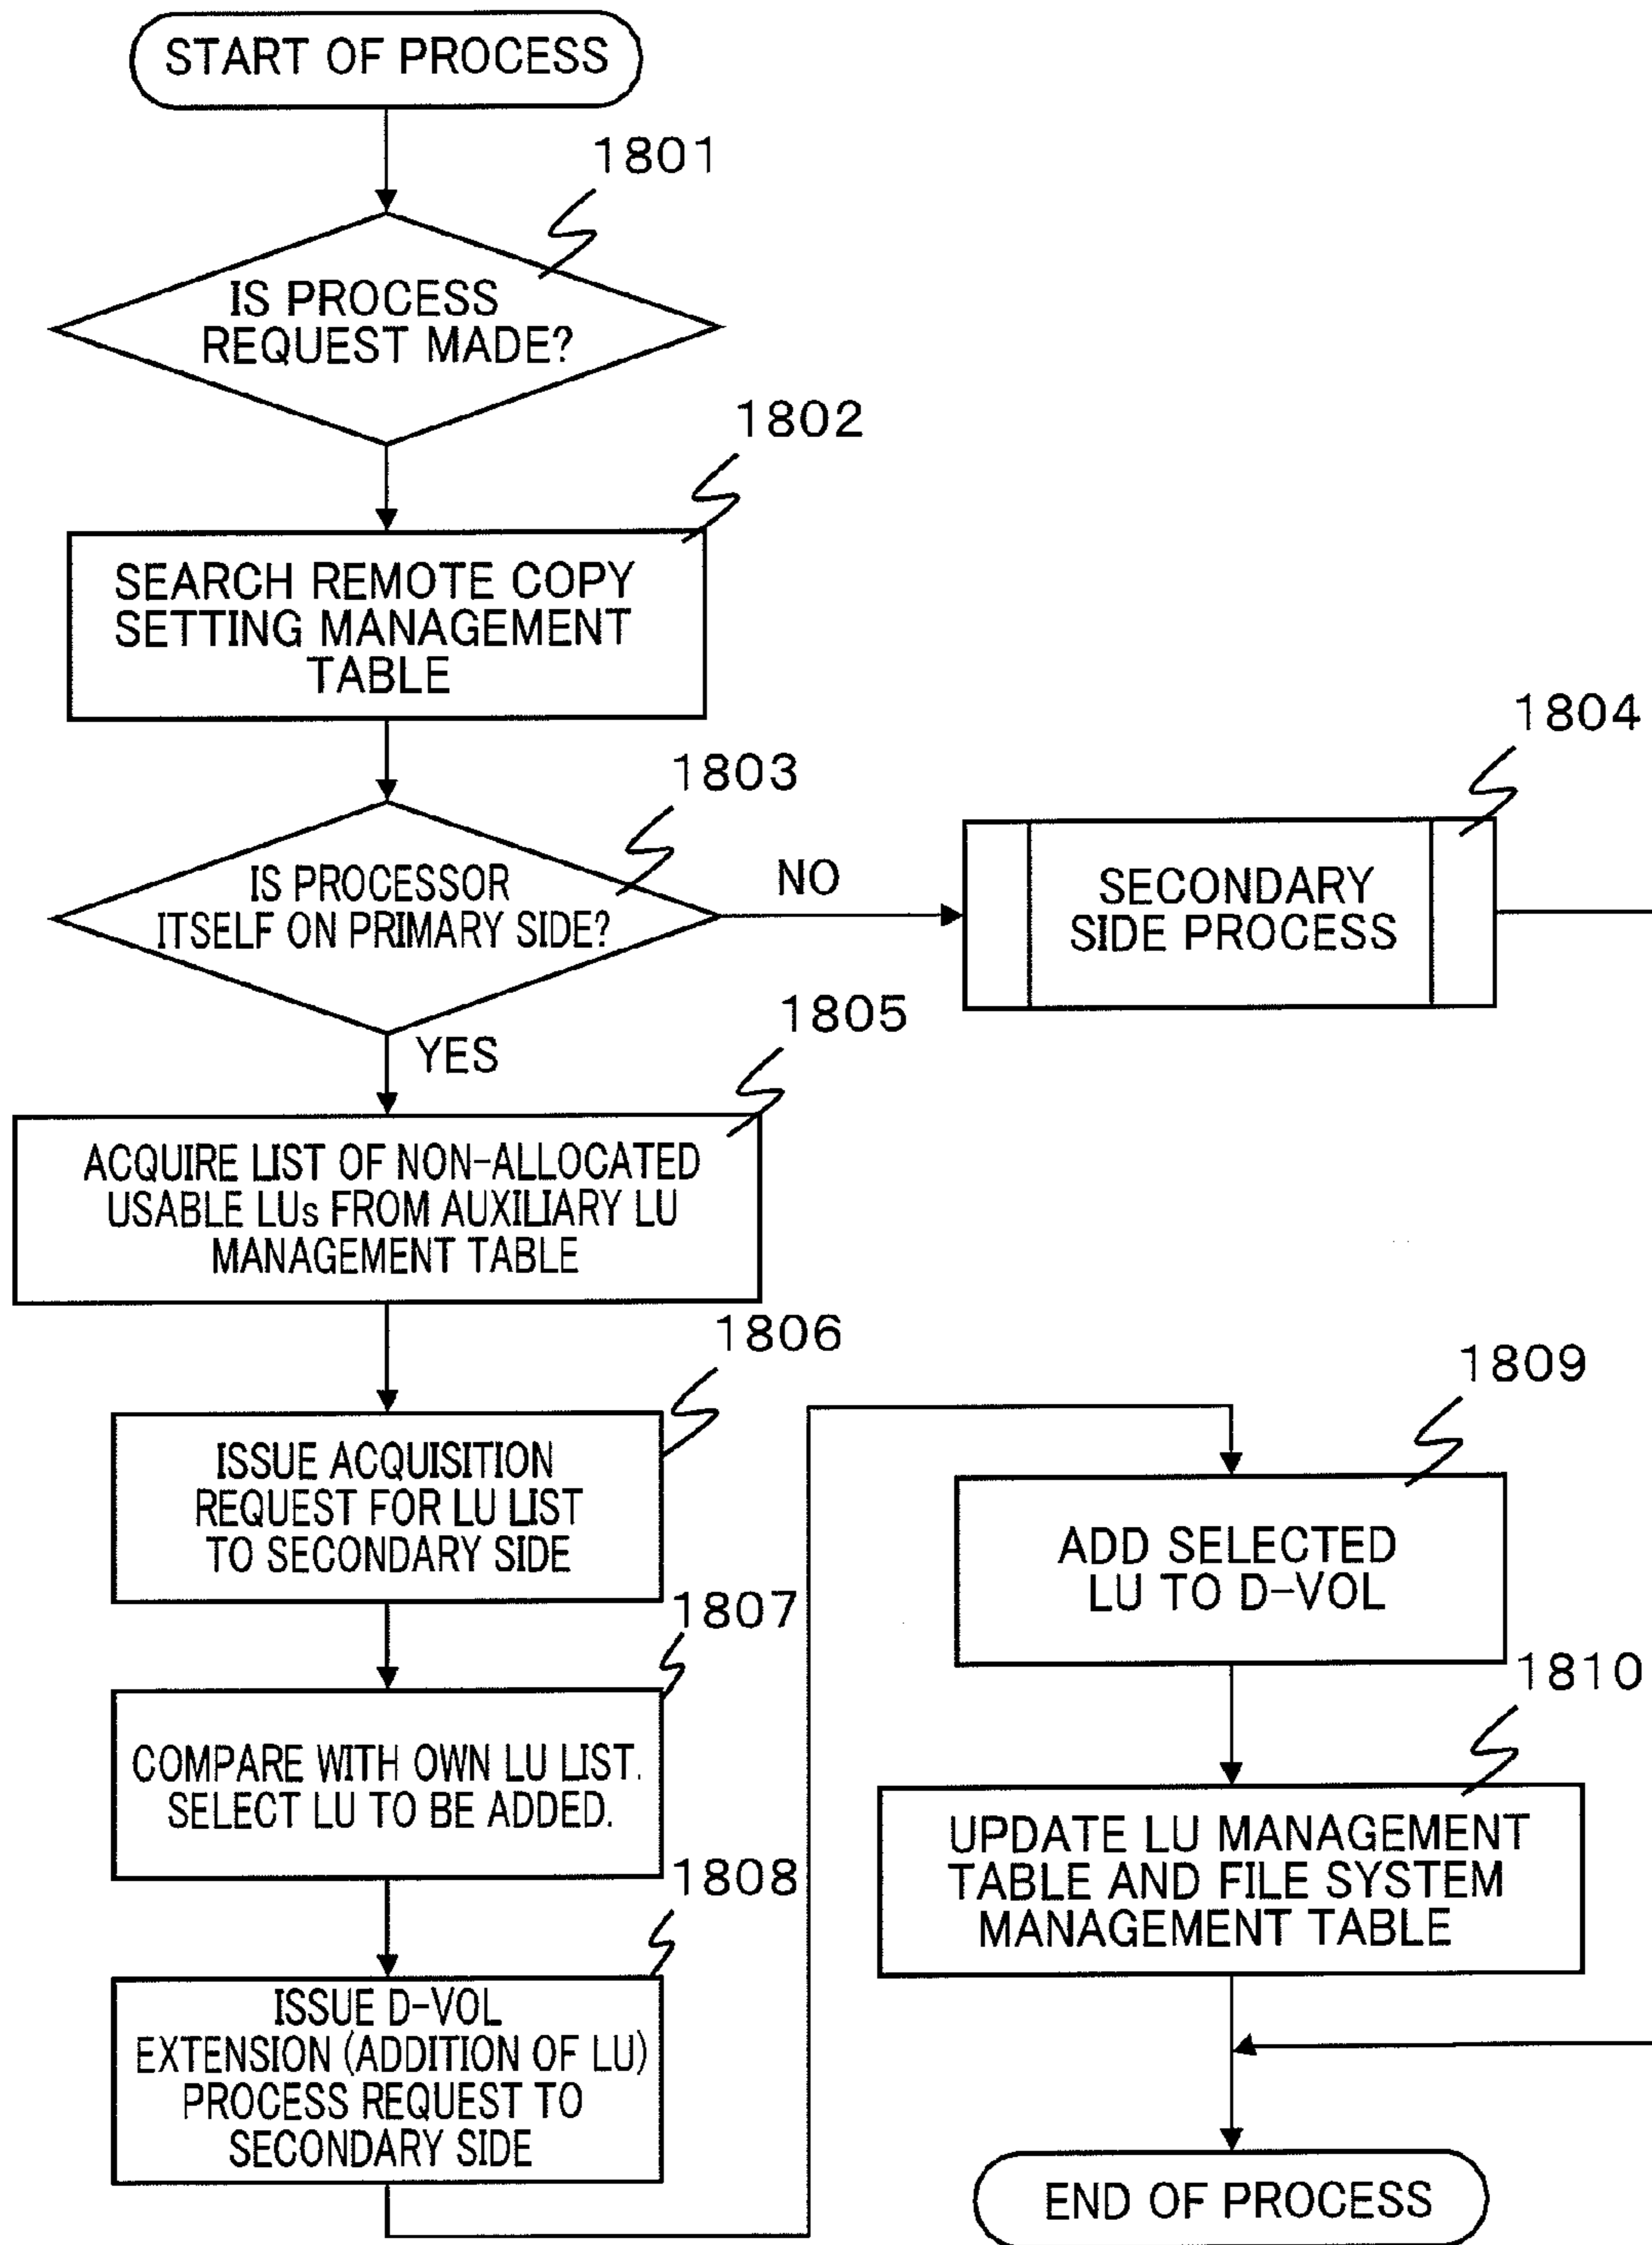 START OF PROCESS
1801
IS PROCESS
REQUEST MADE?
1802
SEARCH REMOTE COPY
SETTING MANAGEMENT
TABLE
1803
IS PROCESSOR
ITSELF ON PRIMARY SIDE?
NO
1804
SECONDARY
SIDE PROCESS
YES
1805
ACQUIRE LIST OF NON-ALLOCATED
USABLE LUs FROM AUXILIARY LU
MANAGEMENT TABLE
1806
ISSUE ACQUISITION
REQUEST FOR LU LIST
TO SECONDARY SIDE
1807
COMPARE WITH OWN LU LIST.
SELECT LU TO BE ADDED.
1808
ISSUE D-VOL
EXTENSION (ADDITION OF LU)
PROCESS REQUEST TO
SECONDARY SIDE
1809
ADD SELECTED
LU TO D-VOL
1810
UPDATE LU MANAGEMENT
TABLE AND FILE SYSTEM
MANAGEMENT TABLE
END OF PROCESS